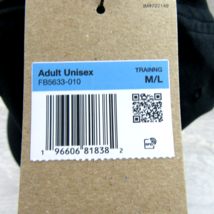 Adult Unisex
TRAINING
FB5633-010
M/L
1 96606 81838 2